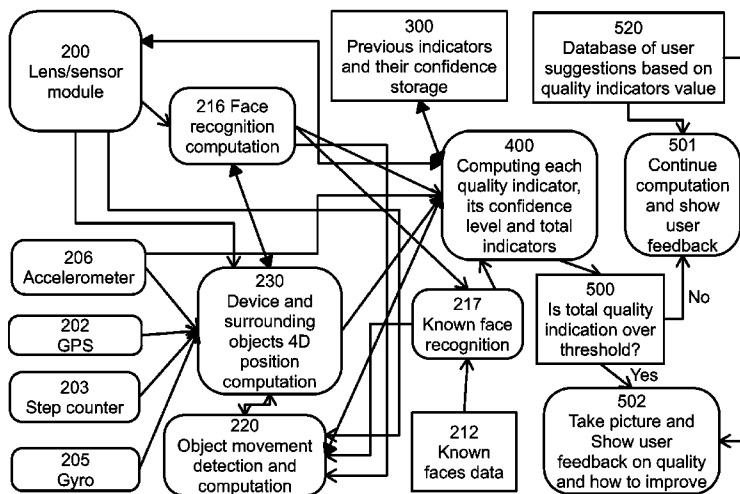 200
Lens/sensor
module
300
Previous indicators
and their confidence
storage
520
Database of user
suggestions based on
quality indicators value
216 Face
recognition
computation
400
Computing each
quality indicator,
its confidence
level and total
indicators
501
Continue
computation
and show
user
feedback
206
Accelerometer
230
Device and
surrounding
objects 4D
position
computation
217
Known face
recognition
500
Is total quality
indication over
threshold?
No
Yes
202
GPS
203
Step counter
205
Gyro
220
Object movement
detection and
computation
212
Known
faces data
502
Take picture and
Show user
feedback on quality
and how to improve